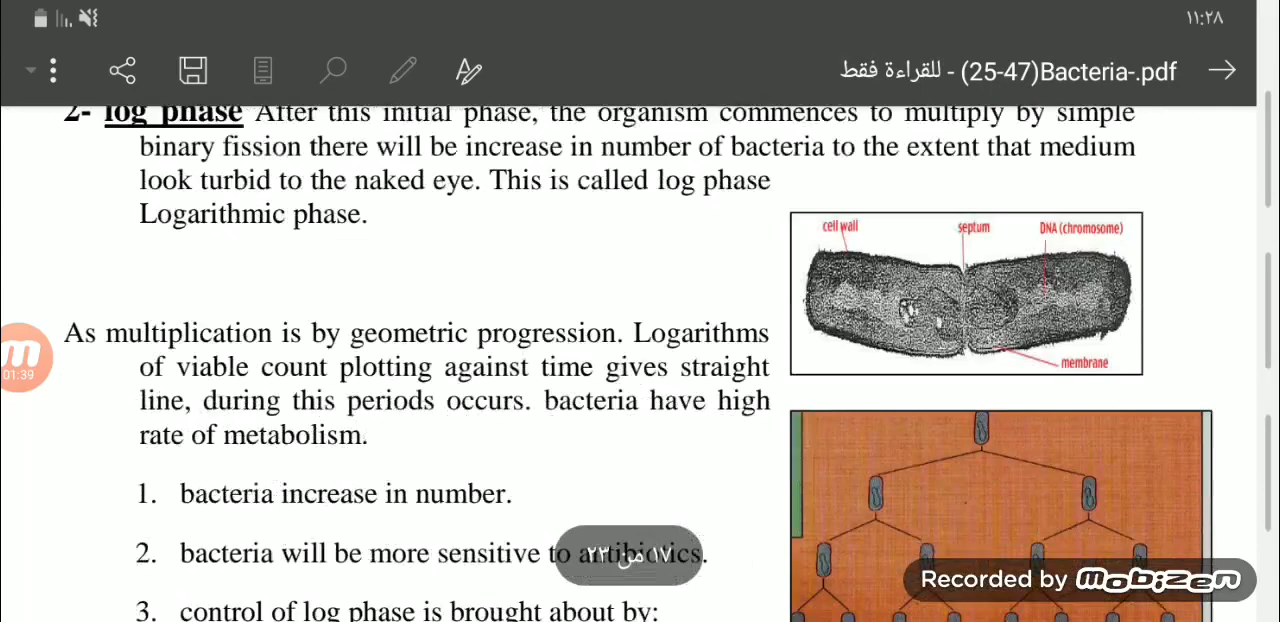 ١١:٢٨
(25-47)Bacteria-.pdf - للقراءة فقط
2- log phase After this initial phase, the organism commences to multiply by simple
binary fission there will be increase in number of bacteria to the extent that medium
look turbid to the naked eye. This is called log phase
Logarithmic phase.
cell wall
septum
DNA (chromosome)
membrane
As multiplication is by geometric progression. Logarithms
of viable count plotting against time gives straight
line, during this periods occurs. bacteria have high
rate of metabolism.
01:39
1. bacteria increase in number.
2. bacteria will be more sensitive to antibiotics.
١٧ من ٢٣
3. control of log phase is brought about by:
Recorded by Mobizen